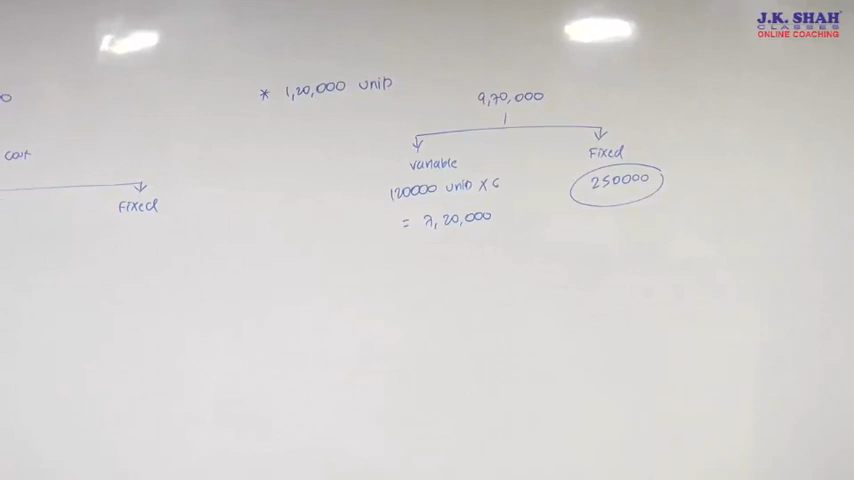 J.K. SHAH
CLASSES
ONLINE COACHING
* 1,20,000 units
9,70,000
cost
Fixed
variable
Fixed
120000 units × 6
250000
= 7,20,000